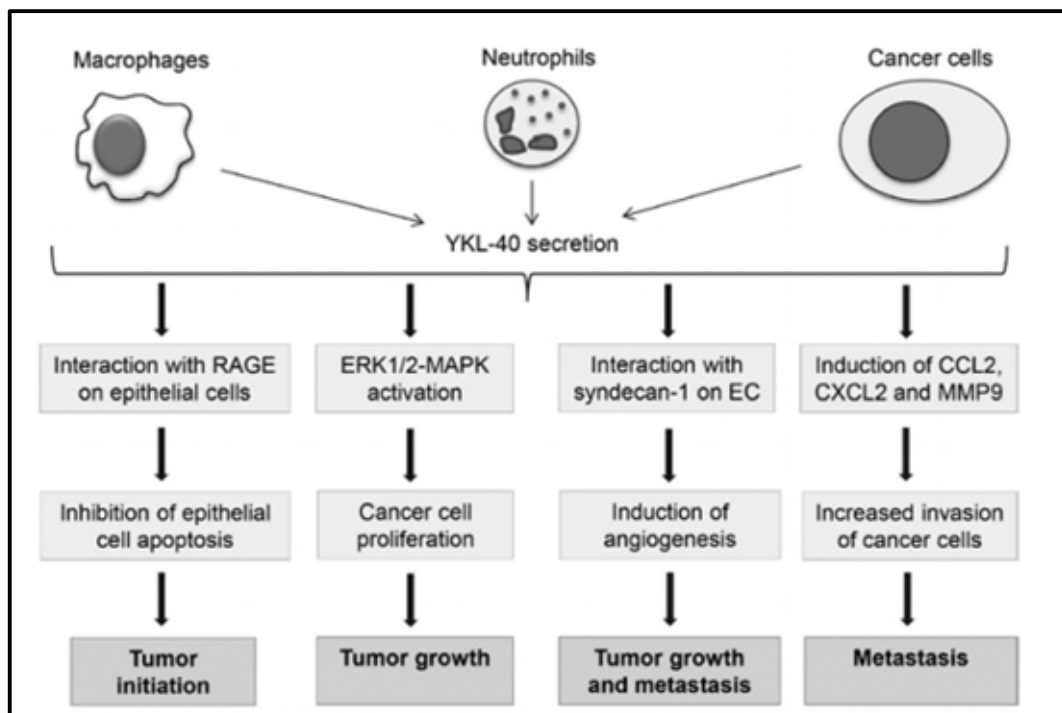 Macrophages
Neutrophils
Cancer cells
YKL-40 secretion
Interaction with RAGE
on epithelial cells
ERK1/2-MAPK
activation
Interaction with
syndecan-1 on EC
Induction of CCL2,
CXCL2 and MMP9
Inhibition of epithelial
cell apoptosis
Cancer cell
proliferation
Induction of
angiogenesis
Increased invasion
of cancer cells
Tumor
initiation
Tumor growth
Tumor growth
and metastasis
Metastasis